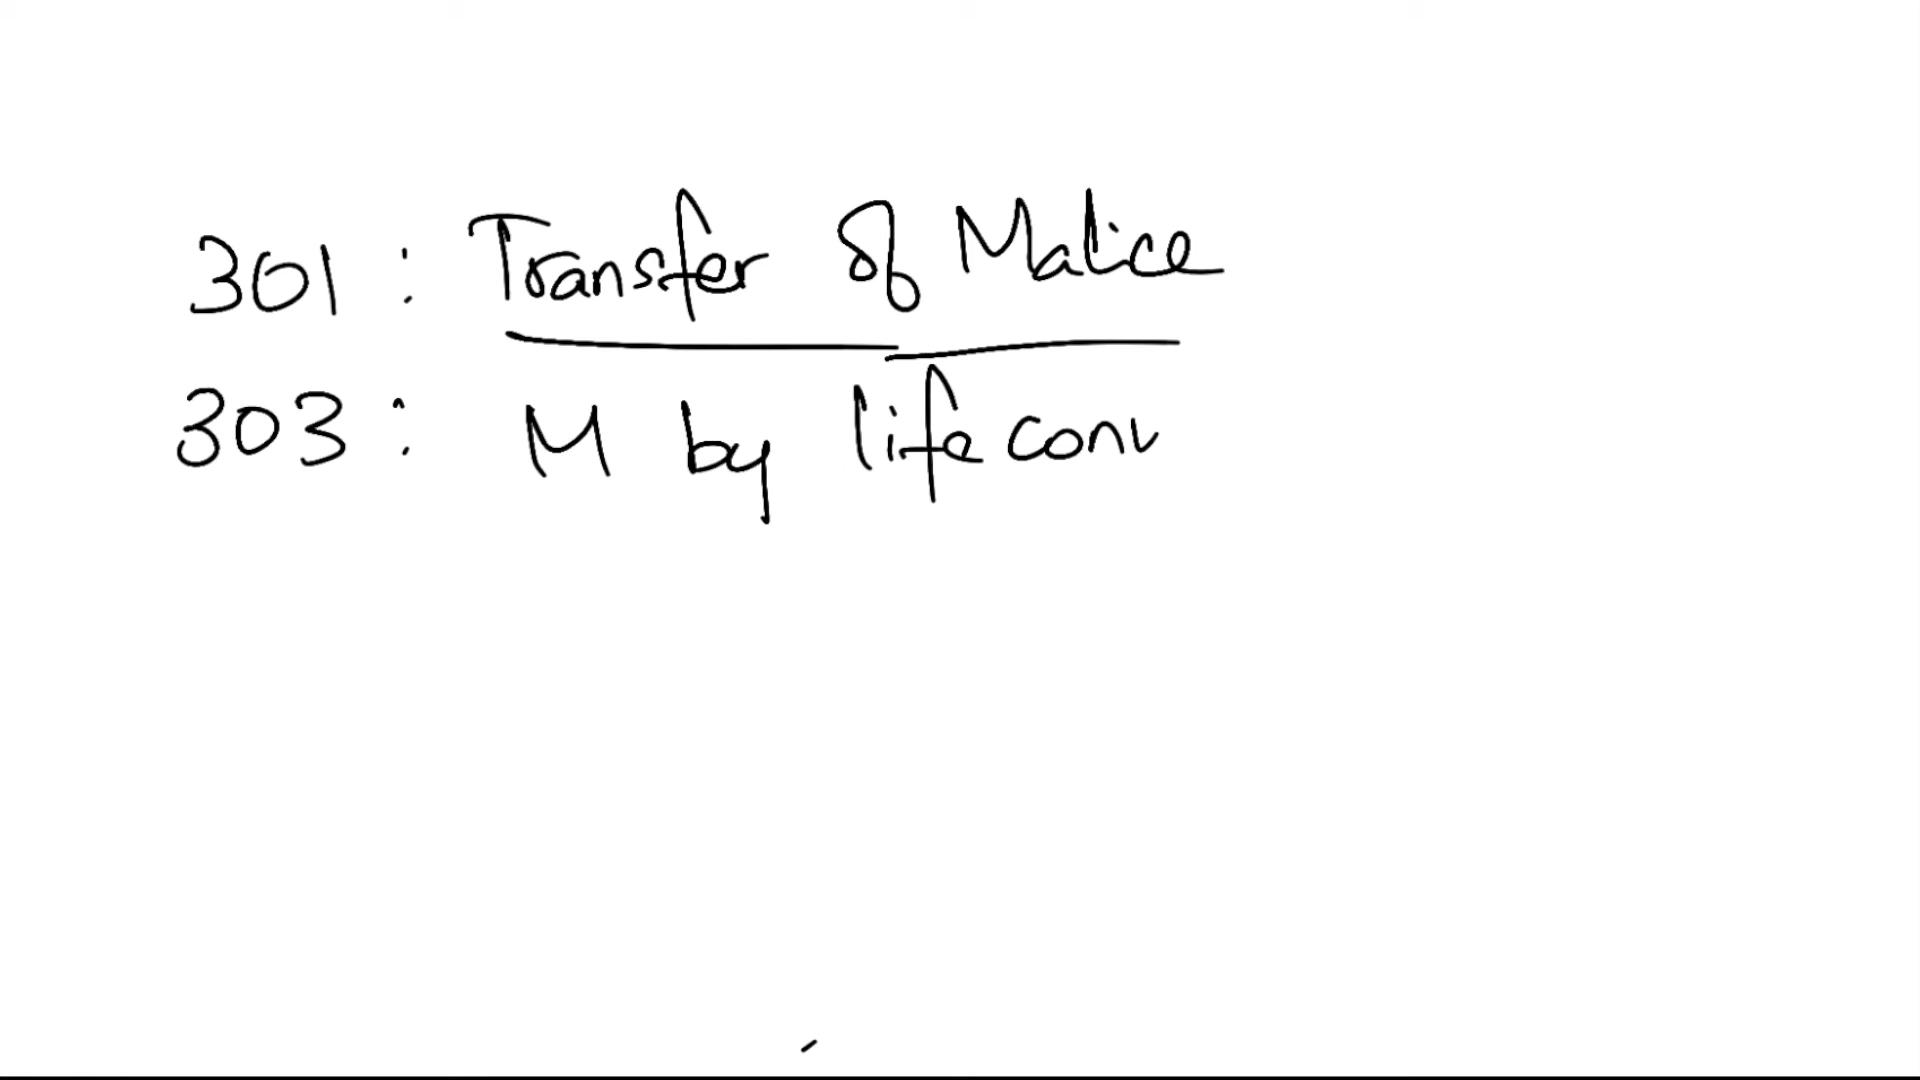 301 : Transfer of Malice
303 : M by life conv